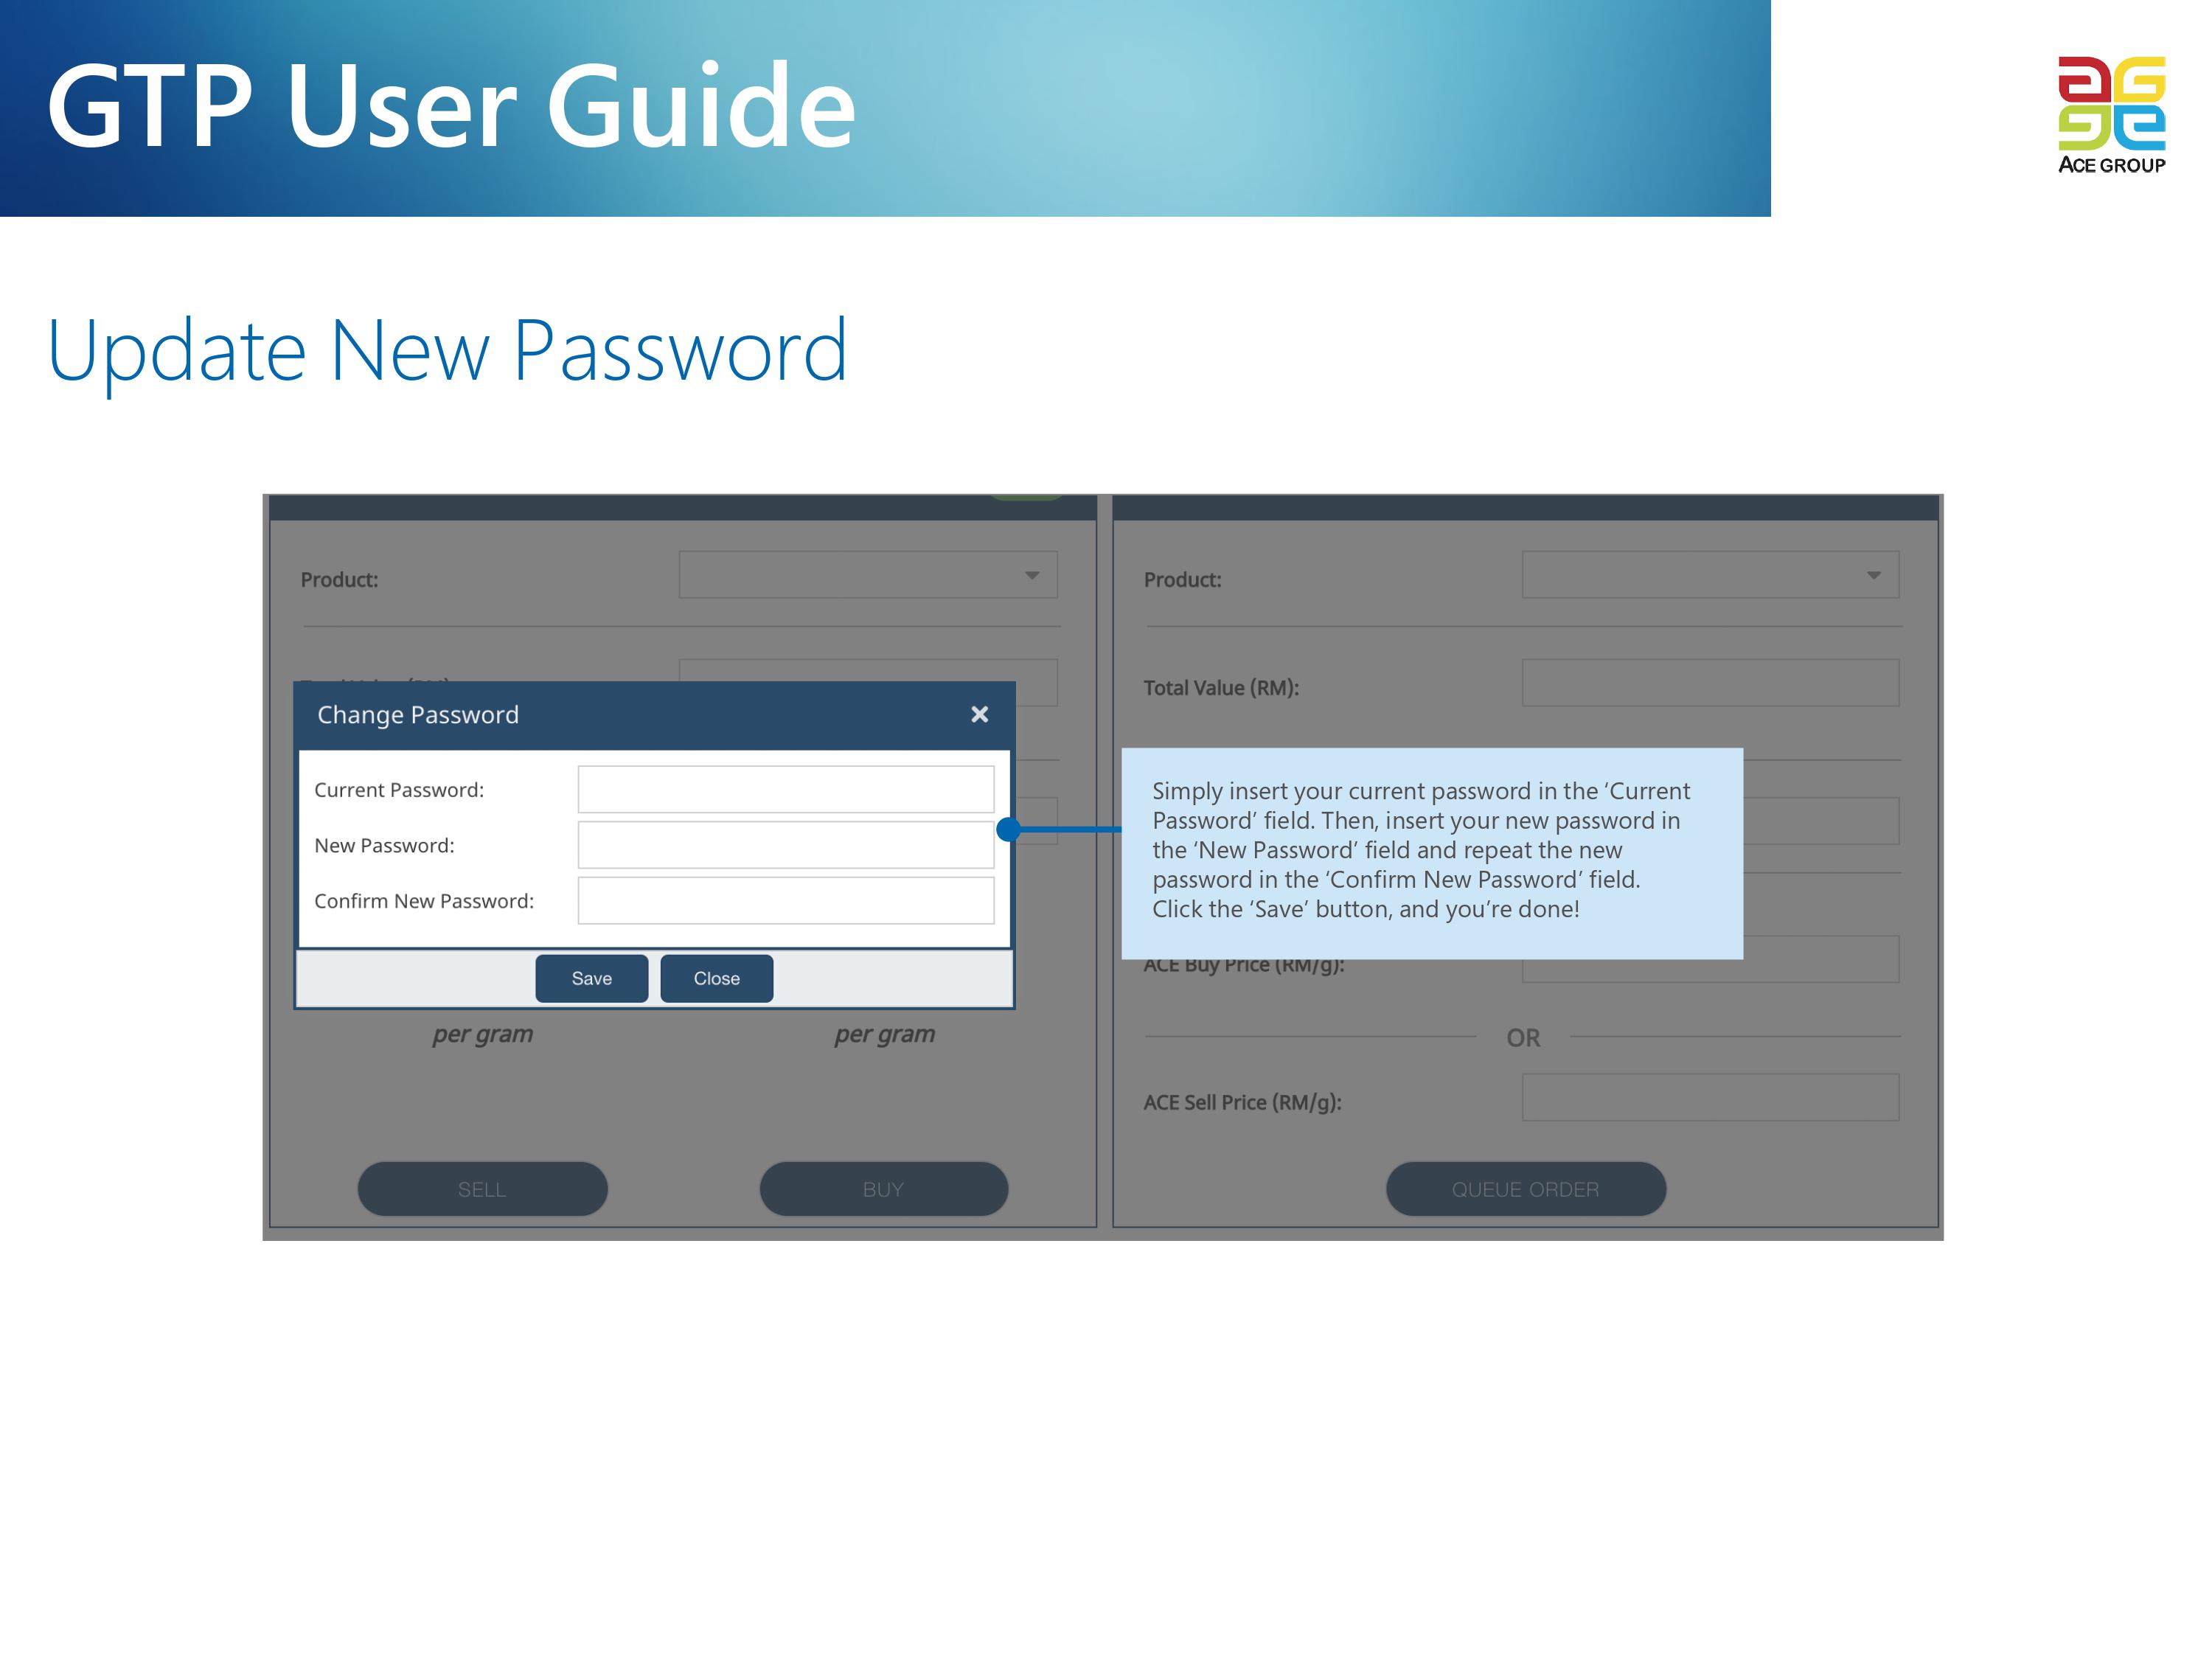 GTP User Guide
ACE GROUP
Update New Password
Product:
Product:
Total Value (RM):
Change Password
Current Password:
New Password:
Confirm New Password:
Save
Close
Simply insert your current password in the ‘Current
Password’ field. Then, insert your new password in
the ‘New Password’ field and repeat the new
password in the ‘Confirm New Password’ field.
Click the ‘Save’ button, and you’re done!
ACE Buy Price (RM/g):
per gram
per gram
OR
ACE Sell Price (RM/g):
SELL
BUY
QUEUE ORDER